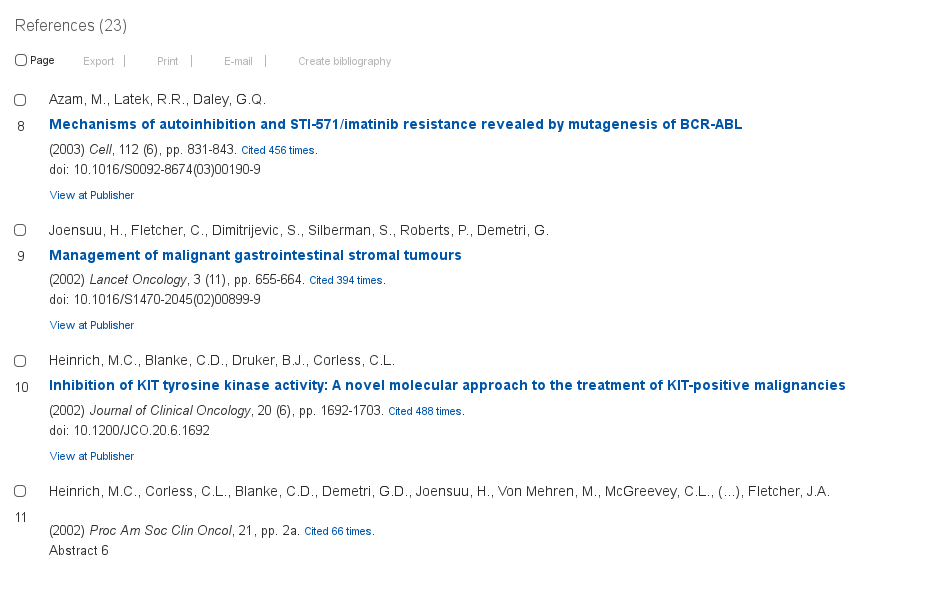 References (23)
Page Export | Print | E-mail | Create bibliography
Azam, M., Latek, R.R., Daley, G.Q.
8 Mechanisms of autoinhibition and STI-571/imatinib resistance revealed by mutagenesis of BCR-ABL
(2003) Cell, 112 (6), pp. 831-843. Cited 456 times.
doi: 10.1016/S0092-8674(03)00190-9
View at Publisher
Joensuu, H., Fletcher, C., Dimitrijevic, S., Silberman, S., Roberts, P., Demetri, G.
9 Management of malignant gastrointestinal stromal tumours
(2002) Lancet Oncology, 3 (11), pp. 655-664. Cited 394 times.
doi: 10.1016/S1470-2045(02)00899-9
View at Publisher
Heinrich, M.C., Blanke, C.D., Druker, B.J., Corless, C.L.
10 Inhibition of KIT tyrosine kinase activity: A novel molecular approach to the treatment of KIT-positive malignancies
(2002) Journal of Clinical Oncology, 20 (6), pp. 1692-1703. Cited 488 times.
doi: 10.1200/JCO.20.6.1692
View at Publisher
Heinrich, M.C., Corless, C.L., Blanke, C.D., Demetri, G.D., Joensuu, H., Von Mehren, M., McGreevey, C.L., (...), Fletcher, J.A.
11
(2002) Proc Am Soc Clin Oncol, 21, pp. 2a. Cited 66 times.
Abstract 6